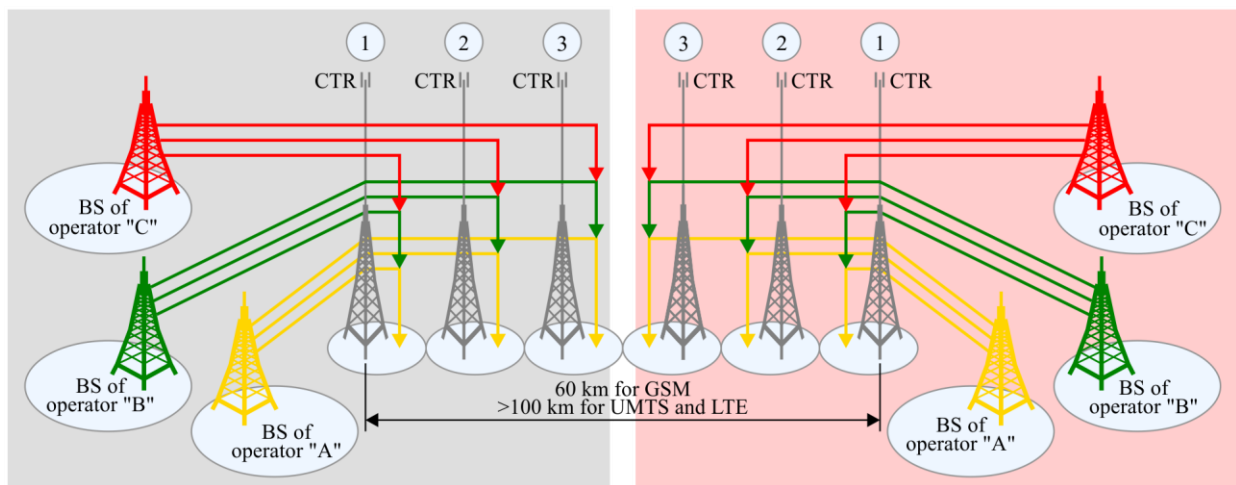 1
2
3
3
2
1
CTR
CTR
CTR
CTR
CTR
CTR
BS of
operator "C"
BS of
operator "C"
BS of
operator "B"
BS of
operator "B"
BS of
operator "A"
BS of
operator "A"
60 km for GSM
>100 km for UMTS and LTE